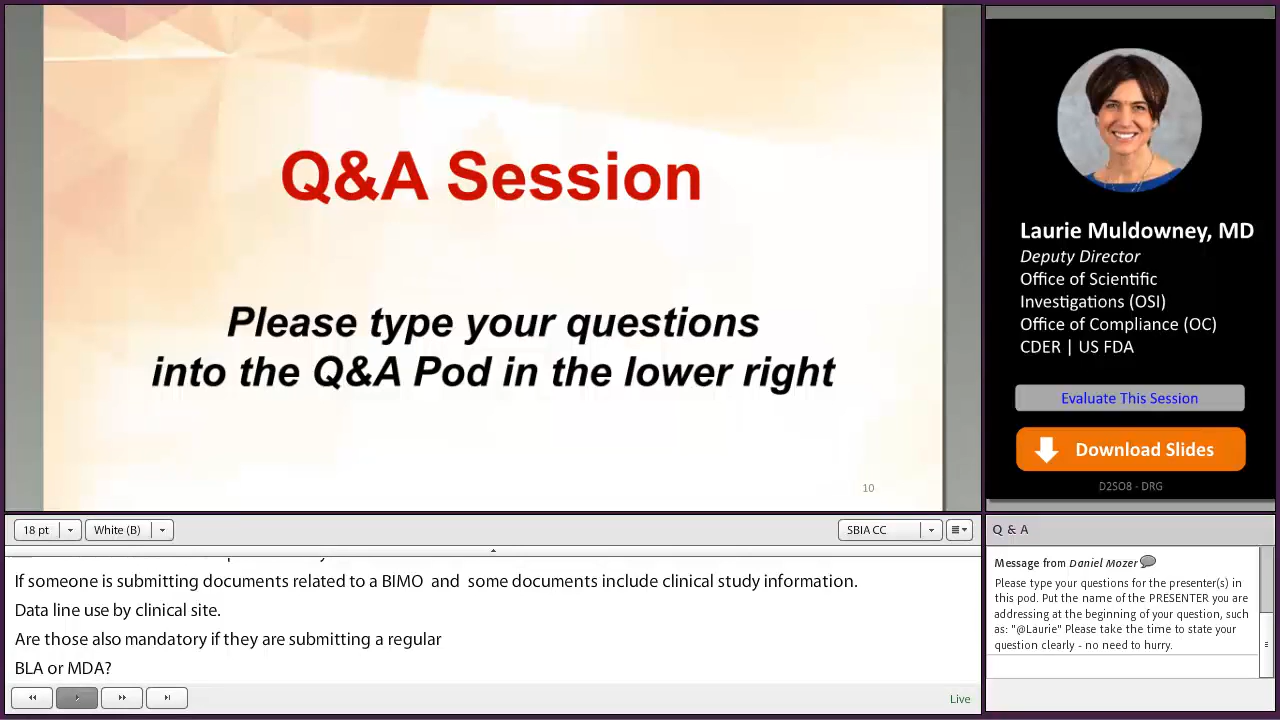 Q&A Session
Please type your questions
into the Q&A Pod in the lower right
10
Laurie Muldowney, MD
Deputy Director
Office of Scientific
Investigations (OSI)
Office of Compliance (OC)
CDER | US FDA
Evaluate This Session
Download Slides
D2SO8 - DRG
18 pt
White (B)
SBIA CC
If someone is submitting documents related to a BIMO and some documents include clinical study information.
Data line use by clinical site.
Are those also mandatory if they are submitting a regular
BLA or MDA?
Live
Q & A
Message from Daniel Mozer
Please type your questions for the presenter(s) in
this pod. Put the name of the PRESENTER you are
addressing at the beginning of your question, such
as: "@Laurie" Please take the time to state your
question clearly - no need to hurry.